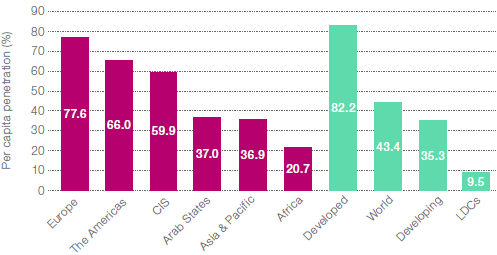 Per capita penetration (%)
90
80
70
60
50
40
30
20
10
0
77.6
66.0
59.9
37.0
36.9
20.7
82.2
43.4
35.3
9.5
Europe
The Americas
CIS
Arab States
Asia & Pacific
Africa
Developed
World
Developing
LDCs